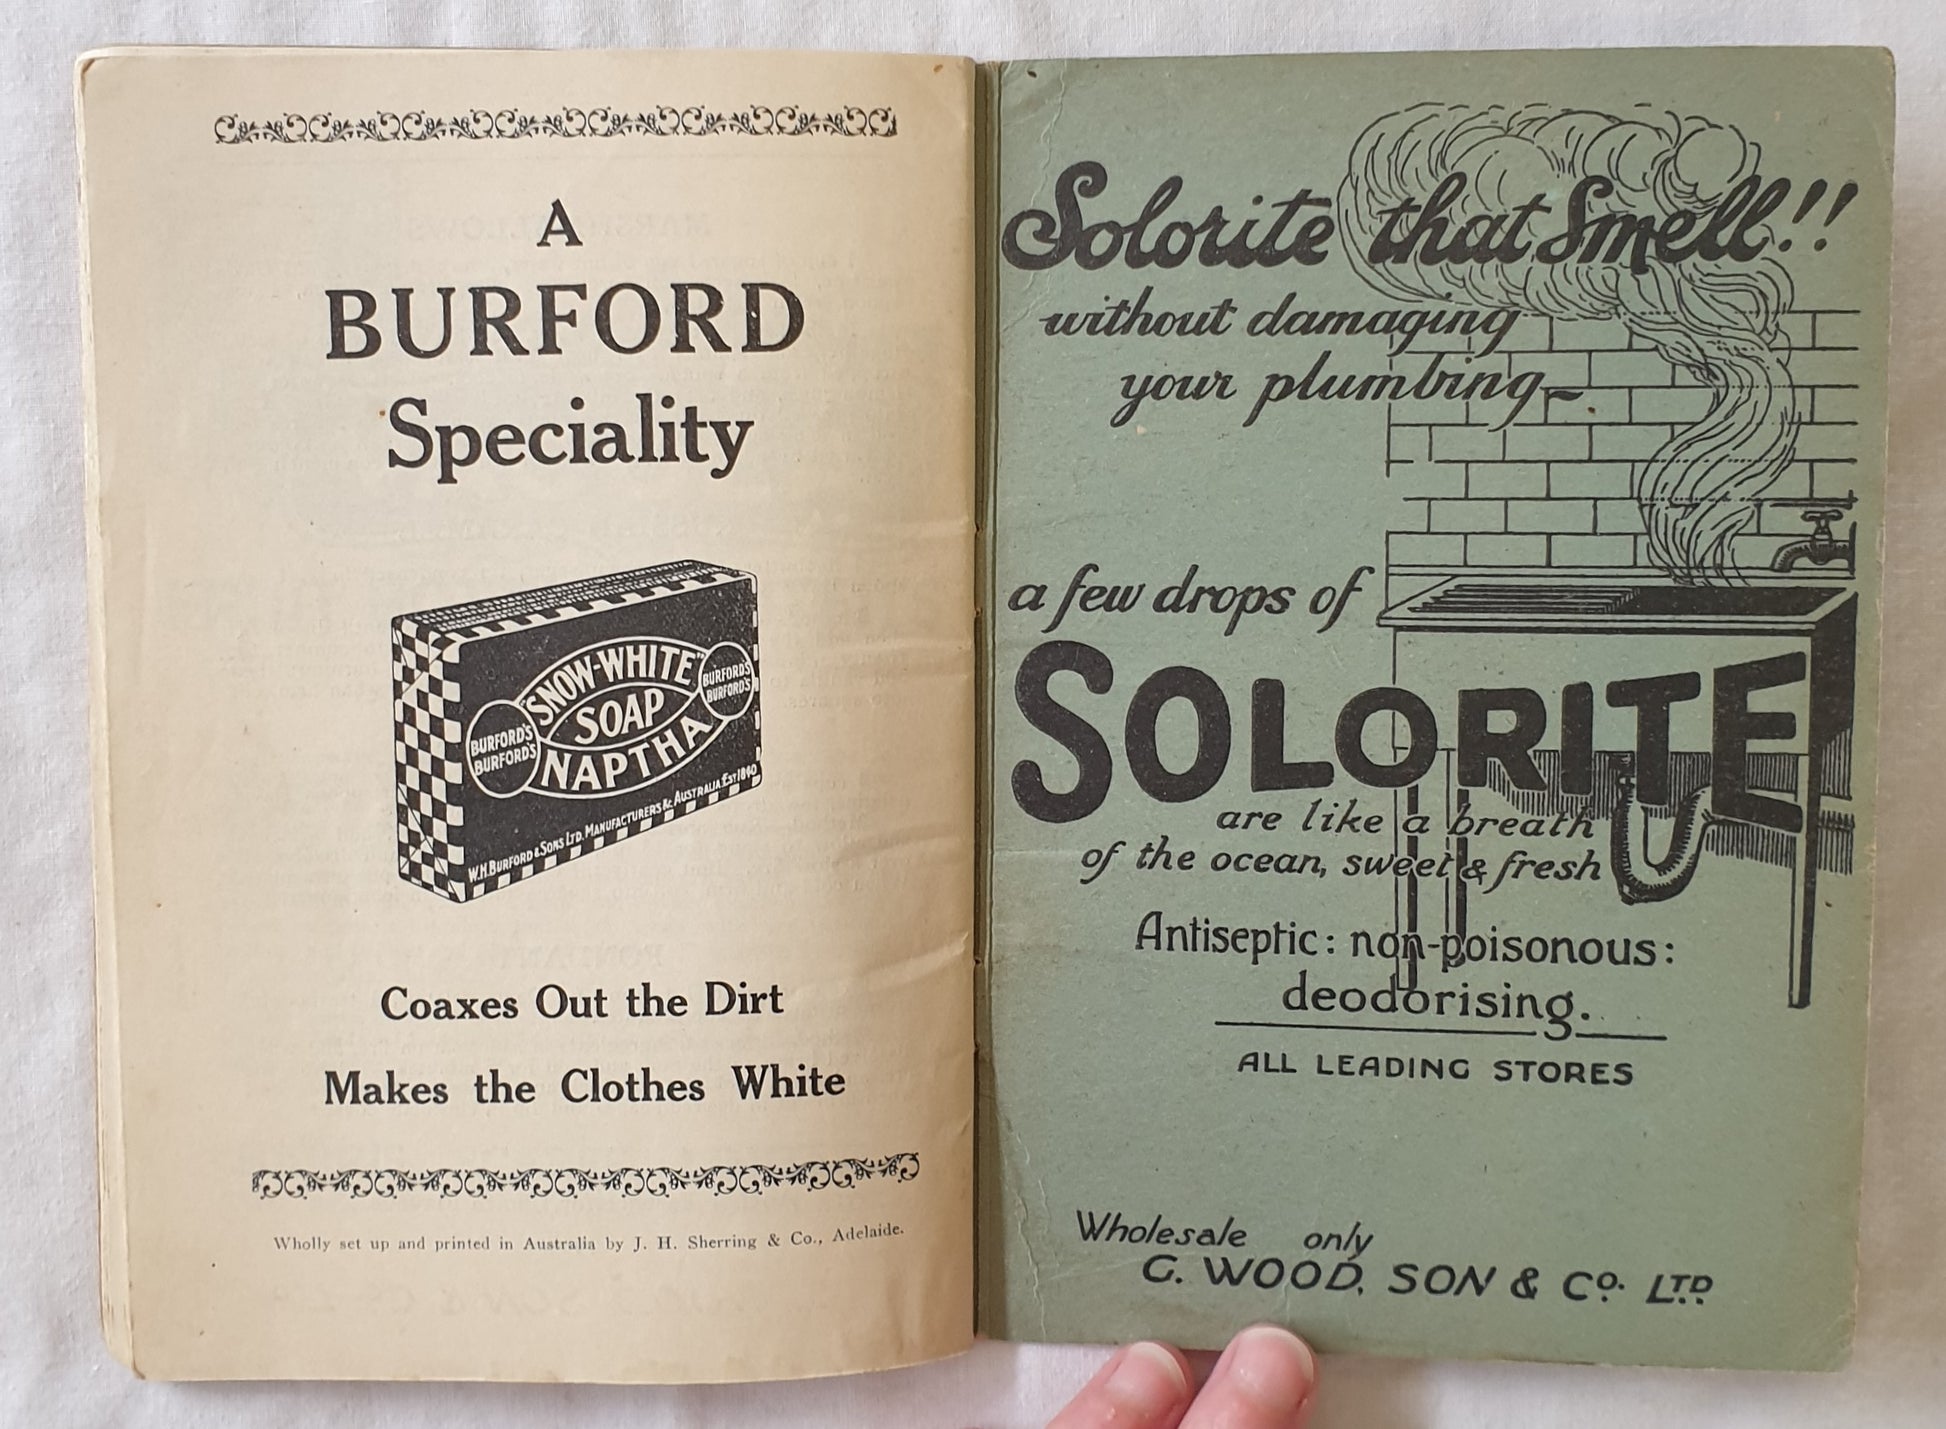 A
BURFORD
Speciality
"SNOW-WHITE"
SOAP
NAPTHA
BURFORD'S
BURFORD'S
BURFORD'S
BURFORD'S
W.H. BURFORD & SONS LTD. MANUFACTURERS &c AUSTRALIA. EST 1840
Coaxes Out the Dirt
Makes the Clothes White
Wholly set up and printed in Australia by J. H. Sherring & Co., Adelaide.
Solorite that Smell!!
without damaging
your plumbing—
a few drops of
SOLORITE
are like a breath
of the ocean, sweet & fresh
Antiseptic: non-poisonous:
deodorising.
ALL LEADING STORES
Wholesale only
G. WOOD, SON & Co. LTD.